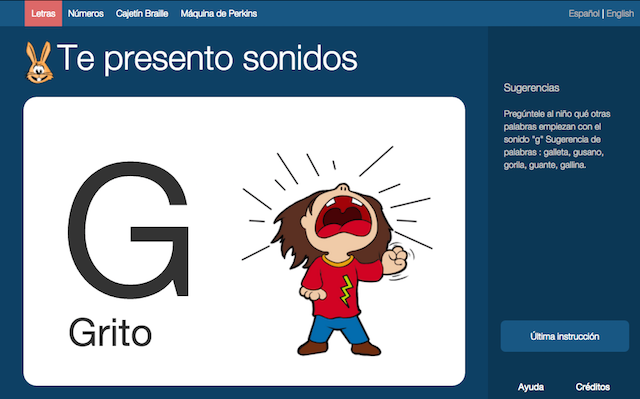 Letras Números Cajetín Braille Máquina de Perkins Español | English
Te presento sonidos
G
Grito
Sugerencias
Pregúntele al niño qué otras
palabras empiezan con el
sonido "g" Sugerencia de
palabras : galleta, gusano,
gorila, guante, gallina.
Última instrucción
Ayuda Créditos